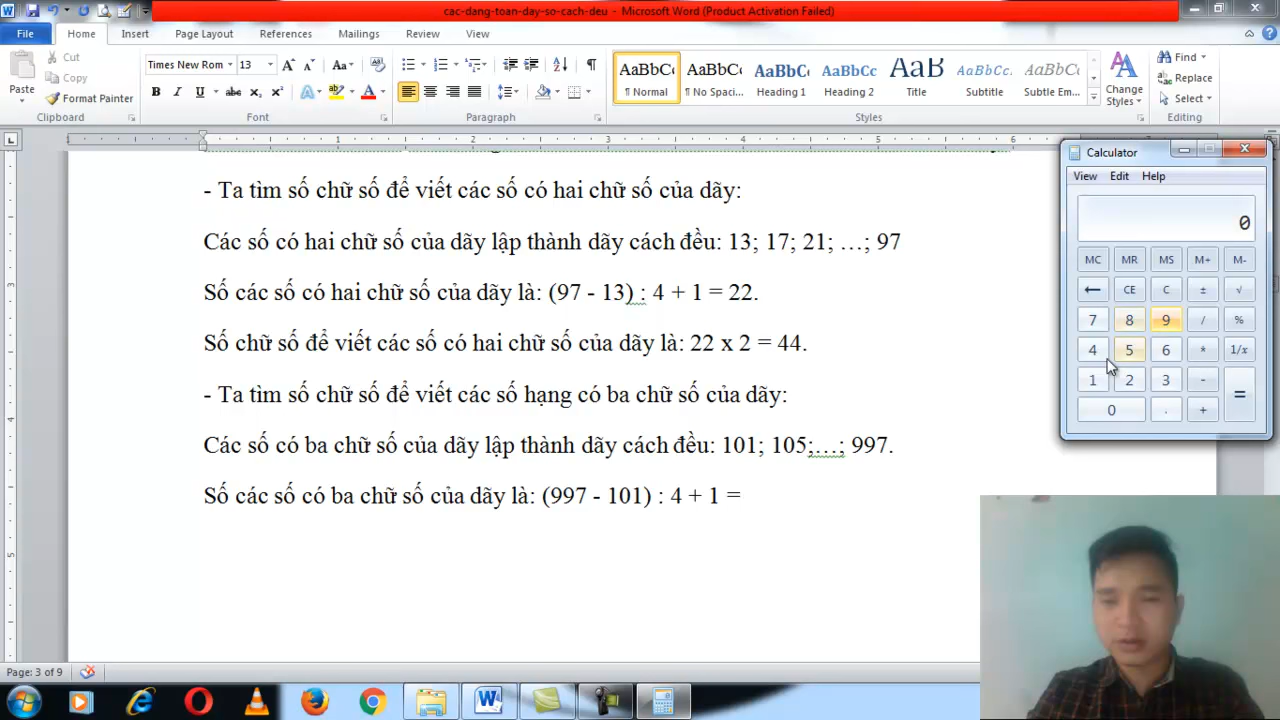 cac-dang-toan-day-so-cach-deu - Microsoft Word (Product Activation Failed)
File Home Insert Page Layout References Mailings Review View
Paste
Cut
Copy
Format Painter
Clipboard
Times New Rom 13
Font
Paragraph
AaBbCc AaBbCc AaBbC AaBbCc AaB AaBbCc. AaBbCc.
¶ Normal ¶ No Spaci... Heading 1 Heading 2 Title Subtitle Subtle Em...
Styles
Change Styles
Find
Replace
Select
Editing
- Ta tìm số chữ số để viết các số có hai chữ số của dãy:
Các số có hai chữ số của dãy lập thành dãy cách đều: 13; 17; 21; …; 97
Số các số có hai chữ số của dãy là: (97 - 13) : 4 + 1 = 22.
Số chữ số để viết các số có hai chữ số của dãy là: 22 x 2 = 44.
- Ta tìm số chữ số để viết các số hạng có ba chữ số của dãy:
Các số có ba chữ số của dãy lập thành dãy cách đều: 101; 105;…; 997.
Số các số có ba chữ số của dãy là: (997 - 101) : 4 + 1 =
Calculator
View Edit Help
0
MC MR MS M+ M-
← CE C ± √
7 8 9 / %
4 5 6 * 1/x
1 2 3 - =
0 . +
Page: 3 of 9